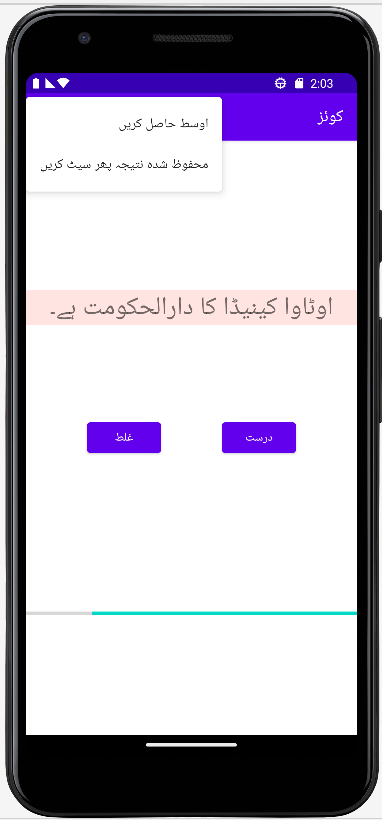 2:03
کوئز
اوسط حاصل کریں
محفوظ شدہ نتیجہ پھر سیٹ کریں
اوٹاوا کینیڈا کا دارالحکومت ہے۔
درست
غلط